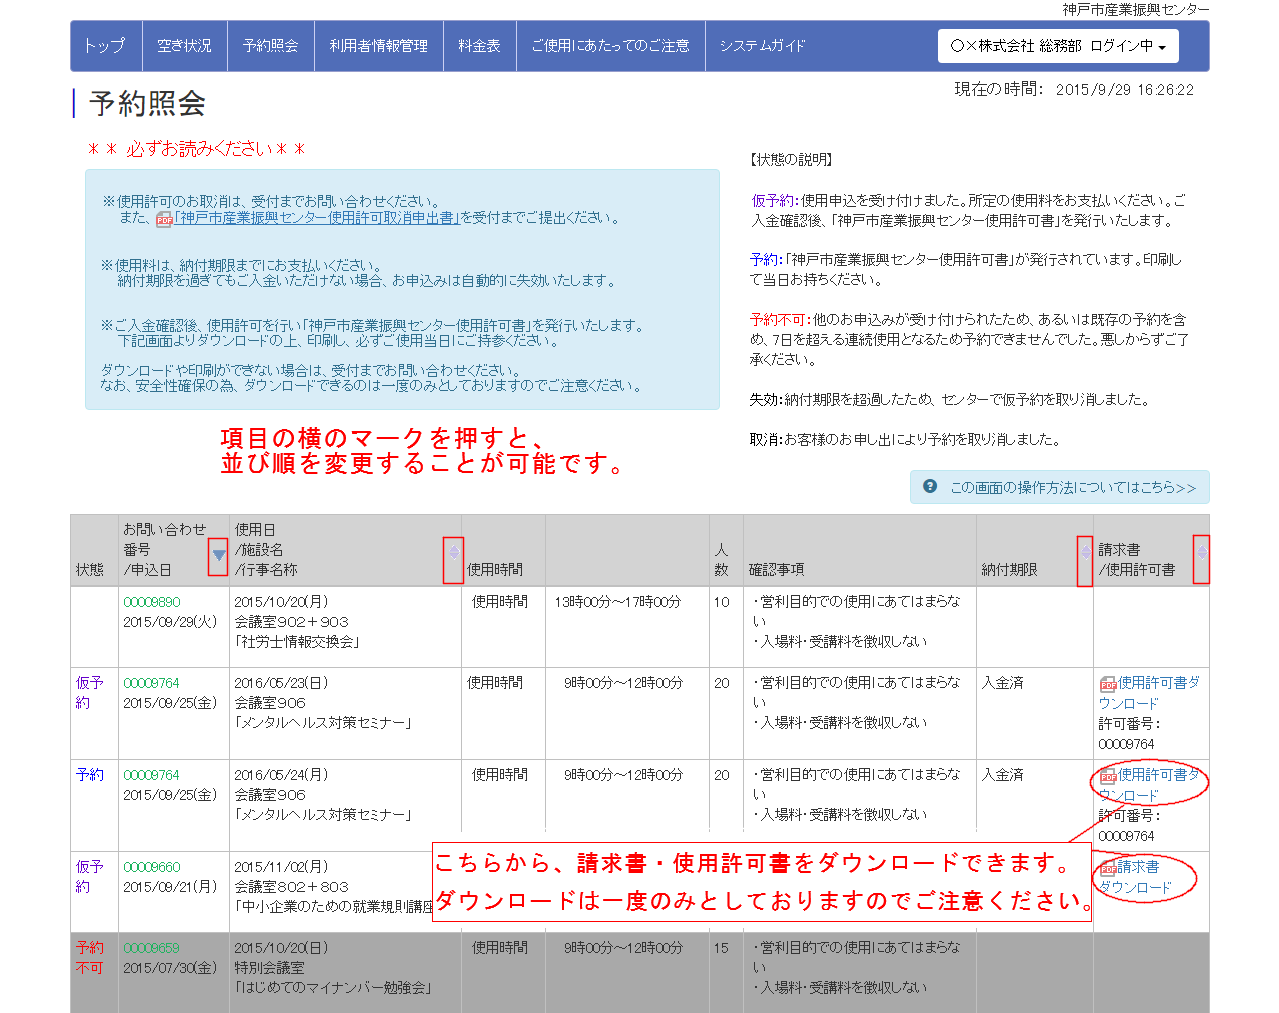 神戸市産業振興センター
トップ 空き状況 予約照会 利用者情報管理 料金表 ご使用にあたってのご注意 システムガイド 〇×株式会社 総務部 ログイン中
現在の時間: 2015/9/29 16:26:22
予約照会
＊＊ 必ずお読みください＊＊
※使用許可のお取消は、受付までお問い合わせください。
また、「神戸市産業振興センター使用許可取消申出書」を受付までご提出ください。
※使用料は、納付期限までにお支払いください。
納付期限を過ぎてもご入金いただけない場合、お申込みは自動的に失効いたします。
※ご入金確認後、使用許可を行い「神戸市産業振興センター使用許可書」を発行いたします。
下記画面よりダウンロードの上、印刷し、必ずご使用当日にご持参ください。
ダウンロードや印刷ができない場合は、受付までお問い合わせください。
なお、安全性確保の為、ダウンロードできるのは一度のみとしておりますのでご注意ください。
【状態の説明】
仮予約:使用申込を受け付けました。所定の使用料をお支払いください。ご
入金確認後、「神戸市産業振興センター使用許可書」を発行いたします。
予約:「神戸市産業振興センター使用許可書」が発行されています。印刷し
て当日お持ちください。
予約不可:他のお申込みが受け付けられたため、あるいは既存の予約を含
め、7日を超える連続使用となるため予約できませんでした。悪しからずご了
承ください。
失効:納付期限を超過したため、センターで仮予約を取り消しました。
取消:お客様のお申し出により予約を取り消しました。
項目の横のマークを押すと、
並び順を変更することが可能です。
この画面の操作方法についてはこちら>>
状態
お問い合わせ
番号
/申込日
使用日
/施設名
/行事名称
使用時間
人
数
確認事項
納付期限
請求書
/使用許可書
00009890
2015/09/29(火)
2015/10/20(月)
会議室902＋903
「社労士情報交換会」
使用時間
13時00分～17時00分
10
・営利目的での使用にあてはまらな
い
・入場料・受講料を徴収しない
仮予
約
00009764
2015/09/25(金)
2016/05/23(日)
会議室906
「メンタルヘルス対策セミナー」
使用時間
9時00分～12時00分
20
・営利目的での使用にあてはまらな
い
・入場料・受講料を徴収しない
入金済
PDF使用許可書ダ
ウンロード
許可番号:
00009764
予約
00009764
2015/09/25(金)
2016/05/24(月)
会議室906
「メンタルヘルス対策セミナー」
使用時間
9時00分～12時00分
20
・営利目的での使用にあてはまらな
い
・入場料・受講料を徴収しない
入金済
PDF使用許可書ダ
ウンロード
許可番号:
00009764
仮予
約
00009660
2015/09/21(月)
2015/11/02(月)
会議室802＋803
「中小企業のための就業規則講座
PDF請求書
ダウンロード
こちらから、請求書・使用許可書をダウンロードできます。
ダウンロードは一度のみとしておりますのでご注意ください。
予約
不可
00009659
2015/07/30(金)
2015/10/20(日)
特別会議室
「はじめてのマイナンバー勉強会」
使用時間
9時00分～12時00分
15
・営利目的での使用にあてはまらな
い
・入場料・受講料を徴収しない